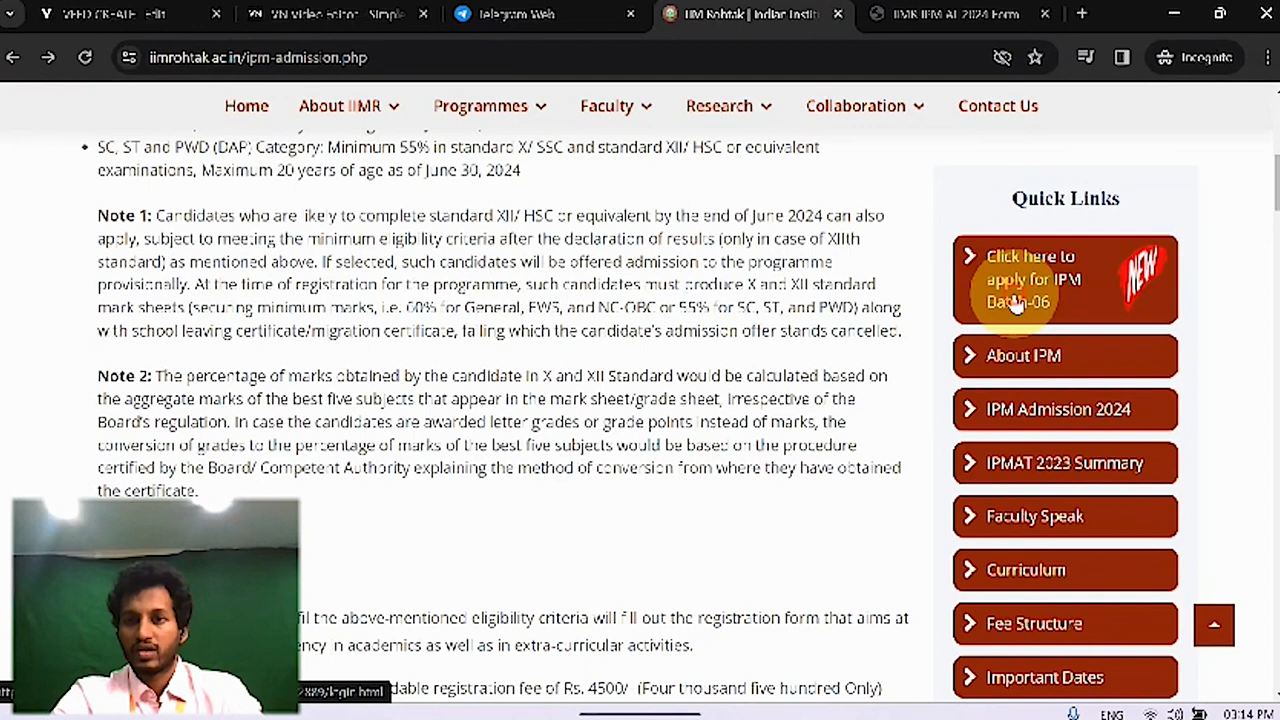 VEED CREATE - Edit
VN Video Editor - Simple
Telegram Web
IIM Rohtak | Indian Instit
IIMR IPM AT 2024 Form
iimrohtak.ac.in/ipm-admission.php
Incognito
Home
About IIMR
Programmes
Faculty
Research
Collaboration
Contact Us
SC, ST and PWD (DAP) Category: Minimum 55% in standard X/ SSC and standard XII/ HSC or equivalent
examinations, Maximum 20 years of age as of June 30, 2024
Note 1: Candidates who are likely to complete standard XII/ HSC or equivalent by the end of June 2024 can also
apply, subject to meeting the minimum eligibility criteria after the declaration of results (only in case of XIIth
standard) as mentioned above. If selected, such candidates will be offered admission to the programme
provisionally. At the time of registration for the programme, such candidates must produce X and XII standard
mark sheets (securing minimum marks, i.e. 60% for General, EWS, and NC-OBC or 55% for SC, ST, and PWD) along
with school leaving certificate/migration certificate, failing which the candidate's admission offer stands cancelled.
Note 2: The percentage of marks obtained by the candidate in X and XII Standard would be calculated based on
the aggregate marks of the best five subjects that appear in the mark sheet/grade sheet, irrespective of the
Board's regulation. In case the candidates are awarded letter grades or grade points instead of marks, the
conversion of grades to the percentage of marks of the best five subjects would be based on the procedure
certified by the Board/ Competent Authority explaining the method of conversion from where they have obtained
the certificate.
fil the above-mentioned eligibility criteria will fill out the registration form that aims at
ency in academics as well as in extra-curricular activities.
dable registration fee of Rs. 4500/- (Four thousand five hundred Only)
2889/login.html
Quick Links
Click here to
apply for IPM
Batch-06
NEW
About IPM
IPM Admission 2024
IPMAT 2023 Summary
Faculty Speak
Curriculum
Fee Structure
Important Dates
ENG
03:14 PM